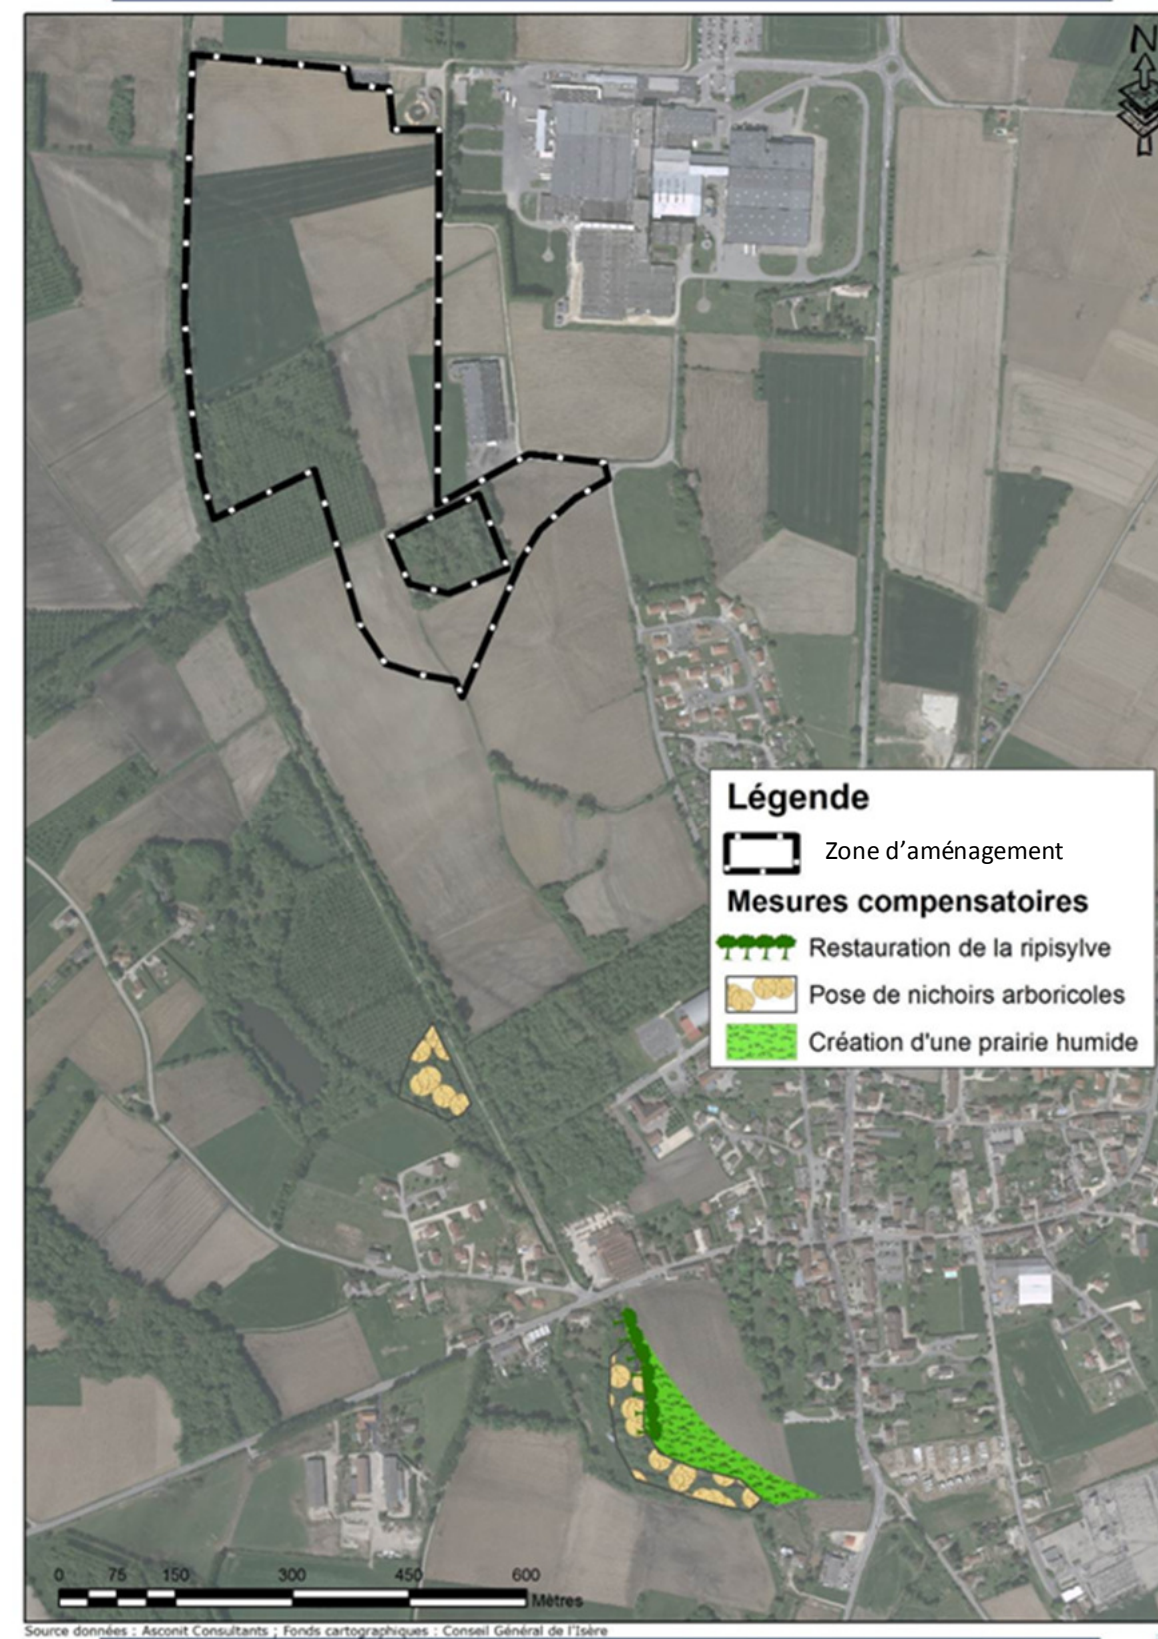 N
Légende
Zone d’aménagement
Mesures compensatoires
Restauration de la ripisylve
Pose de nichoirs arboricoles
Création d'une prairie humide
0 75 150 300 450 600
Mètres
Source données : Asconit Consultants ; Fonds cartographiques : Conseil Général de l'Isère